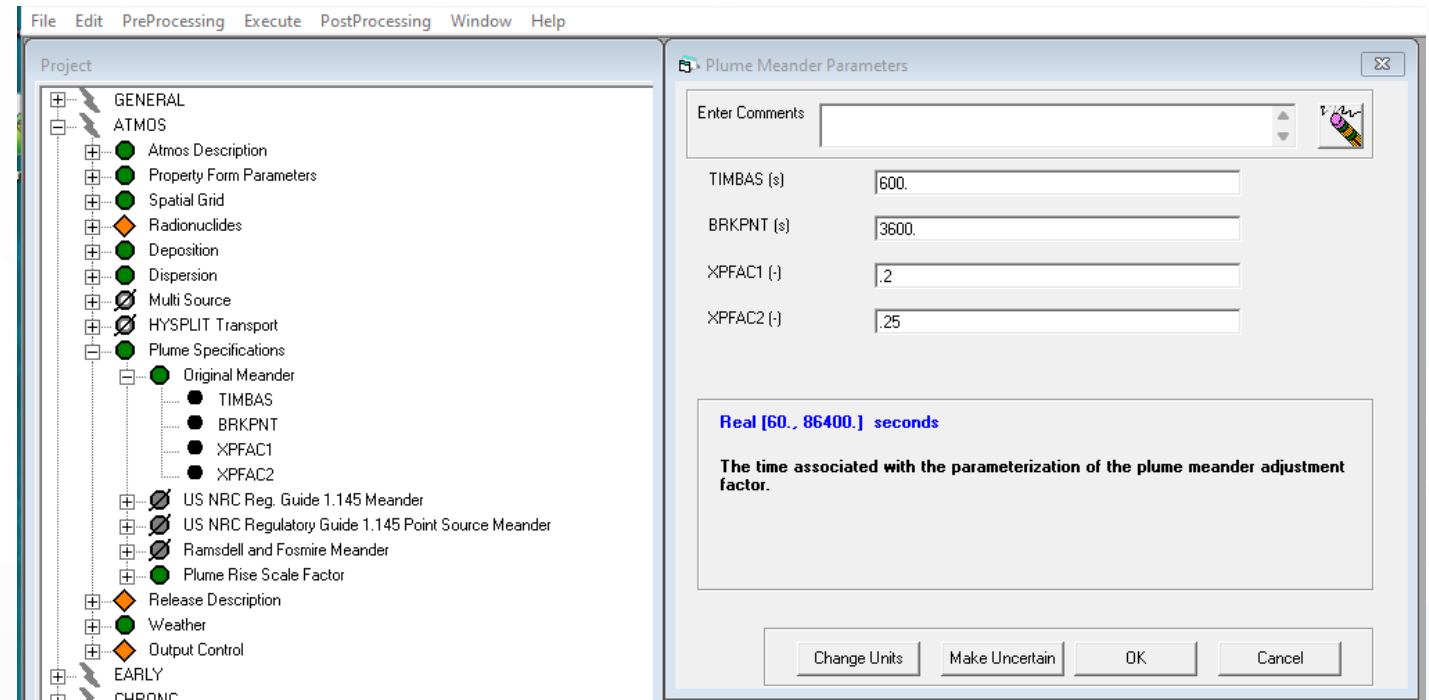 File Edit PreProcessing Execute PostProcessing Window Help
Project
GENERAL
ATMOS
Atmos Description
Property Form Parameters
Spatial Grid
Radionuclides
Deposition
Dispersion
Multi Source
HYSPLIT Transport
Plume Specifications
Original Meander
TIMBAS
BRKPNT
XPFAC1
XPFAC2
US NRC Reg. Guide 1.145 Meander
US NRC Regulatory Guide 1.145 Point Source Meander
Ramsdell and Fosmire Meander
Plume Rise Scale Factor
Release Description
Weather
Output Control
EARLY
CHRONC
Plume Meander Parameters
Enter Comments
TIMBAS (s) 600.
BRKPNT (s) 3600.
XPFAC1 (-) .2
XPFAC2 (-) .25
Real [60., 86400.] seconds
The time associated with the parameterization of the plume meander adjustment
factor.
Change Units Make Uncertain OK Cancel